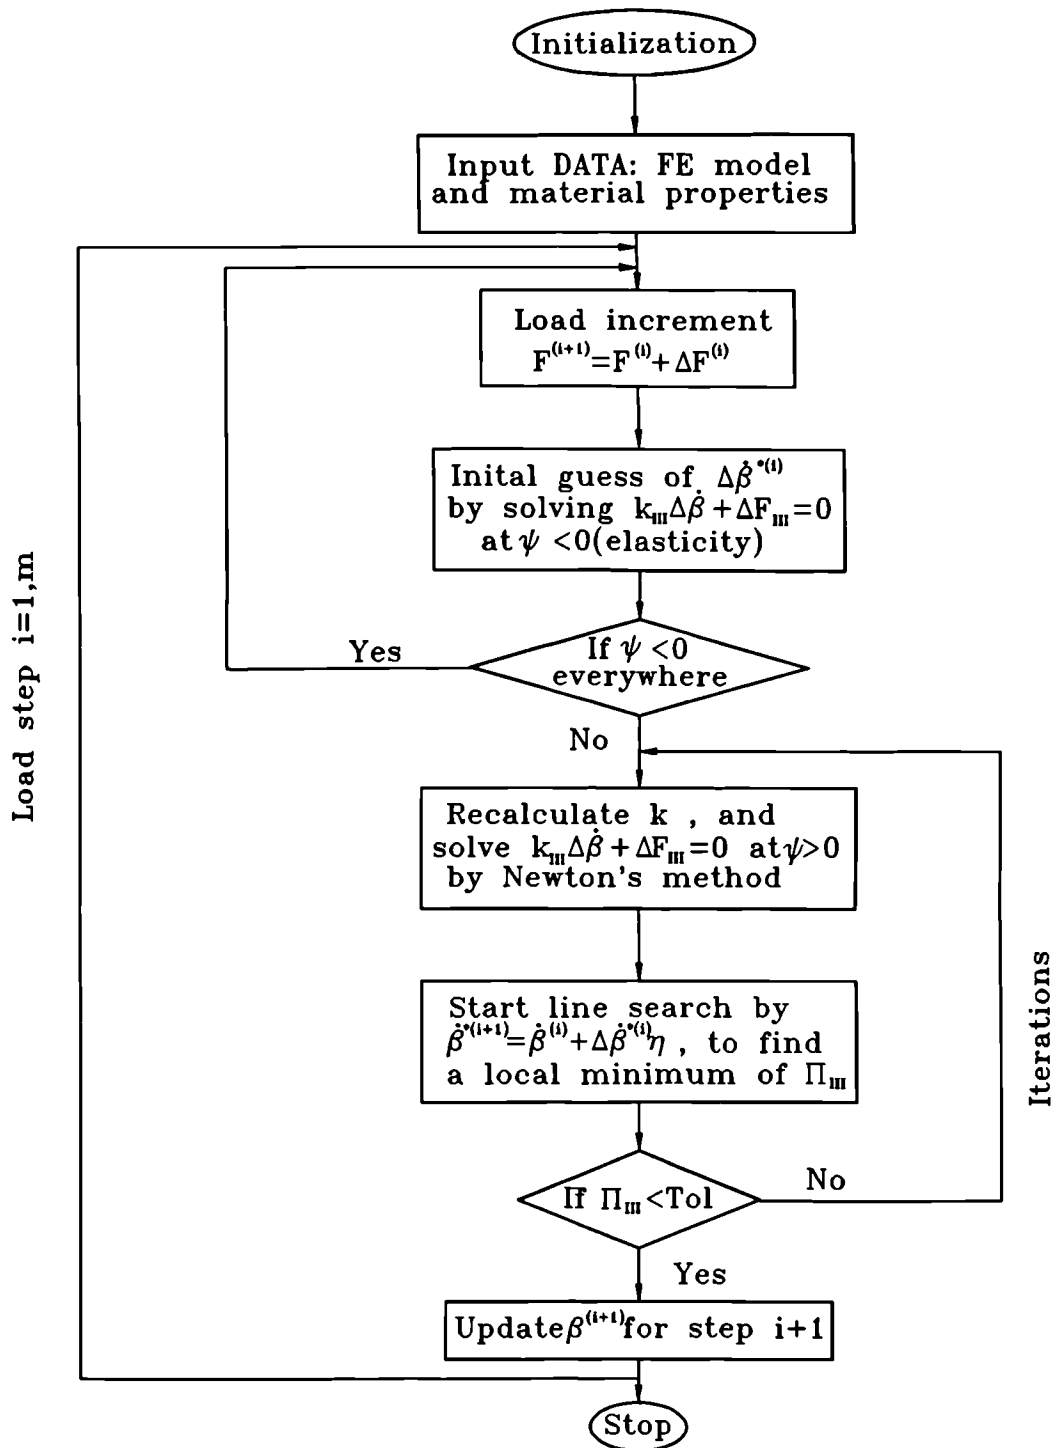 Initialization
Input DATA: FE model
and material properties
Load increment
F^(i+1)=F^(i)+ΔF^(i)
Inital guess of Δβ̇*^(i)
by solving k_III Δβ̇+ΔF_III=0
at ψ <0(elasticity)
If ψ <0
everywhere
Yes
No
Recalculate k , and
solve k_III Δβ̇+ΔF_III=0 at ψ>0
by Newton's method
Start line search by
β̇*^(i+1)=β̇^(i)+Δβ̇*^(i)η , to find
a local minimum of Π_III
If Π_III<Tol
No
Yes
Update β^(i+1) for step i+1
Stop
Load step i=1,m
Iterations